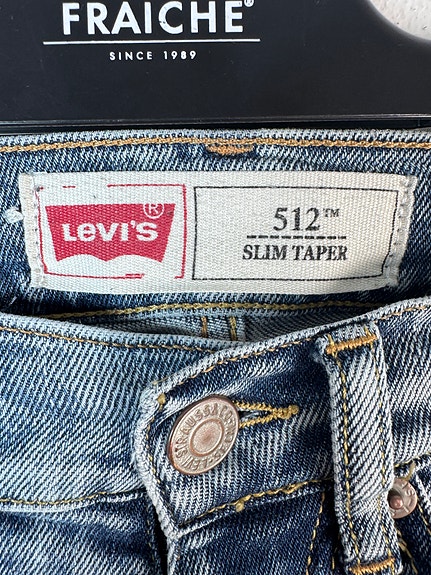 FRAICHE®
SINCE 1989
LEVI'S®
512™
SLIM TAPER